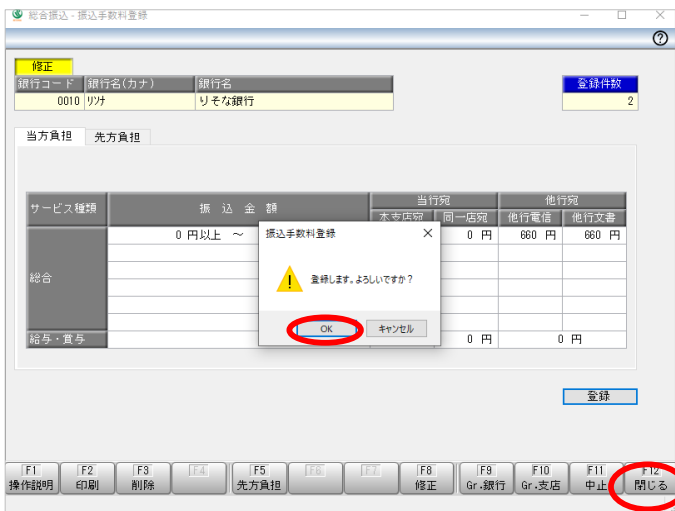 総合振込 - 振込手数料登録
修正
銀行コード 銀行名(カナ) 銀行名 登録件数
0010 ﾘｿﾅ りそな銀行 2
当方負担 先方負担
サービス種類 振込金額 当行宛 他行宛
本支店宛 同一店宛 他行電信 他行文書
総合 0 円以上 ～ 0 円 660 円 660 円
給与・賞与 0 円 0 円
振込手数料登録
登録します。よろしいですか?
OK キャンセル
登録
F1 F2 F3 F4 F5 F6 F7 F8 F9 F10 F11 F12
操作説明 印刷 削除 先方負担 修正 Gr.銀行 Gr.支店 中止 閉じる